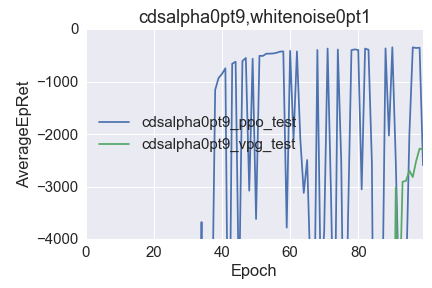 cdsalpha0pt9,whitenoise0pt1
0
−1000
−2000
−3000
−4000
AverageEpRet
cdsalpha0pt9_ppo_test
cdsalpha0pt9_vpg_test
0 20 40 60 80
Epoch